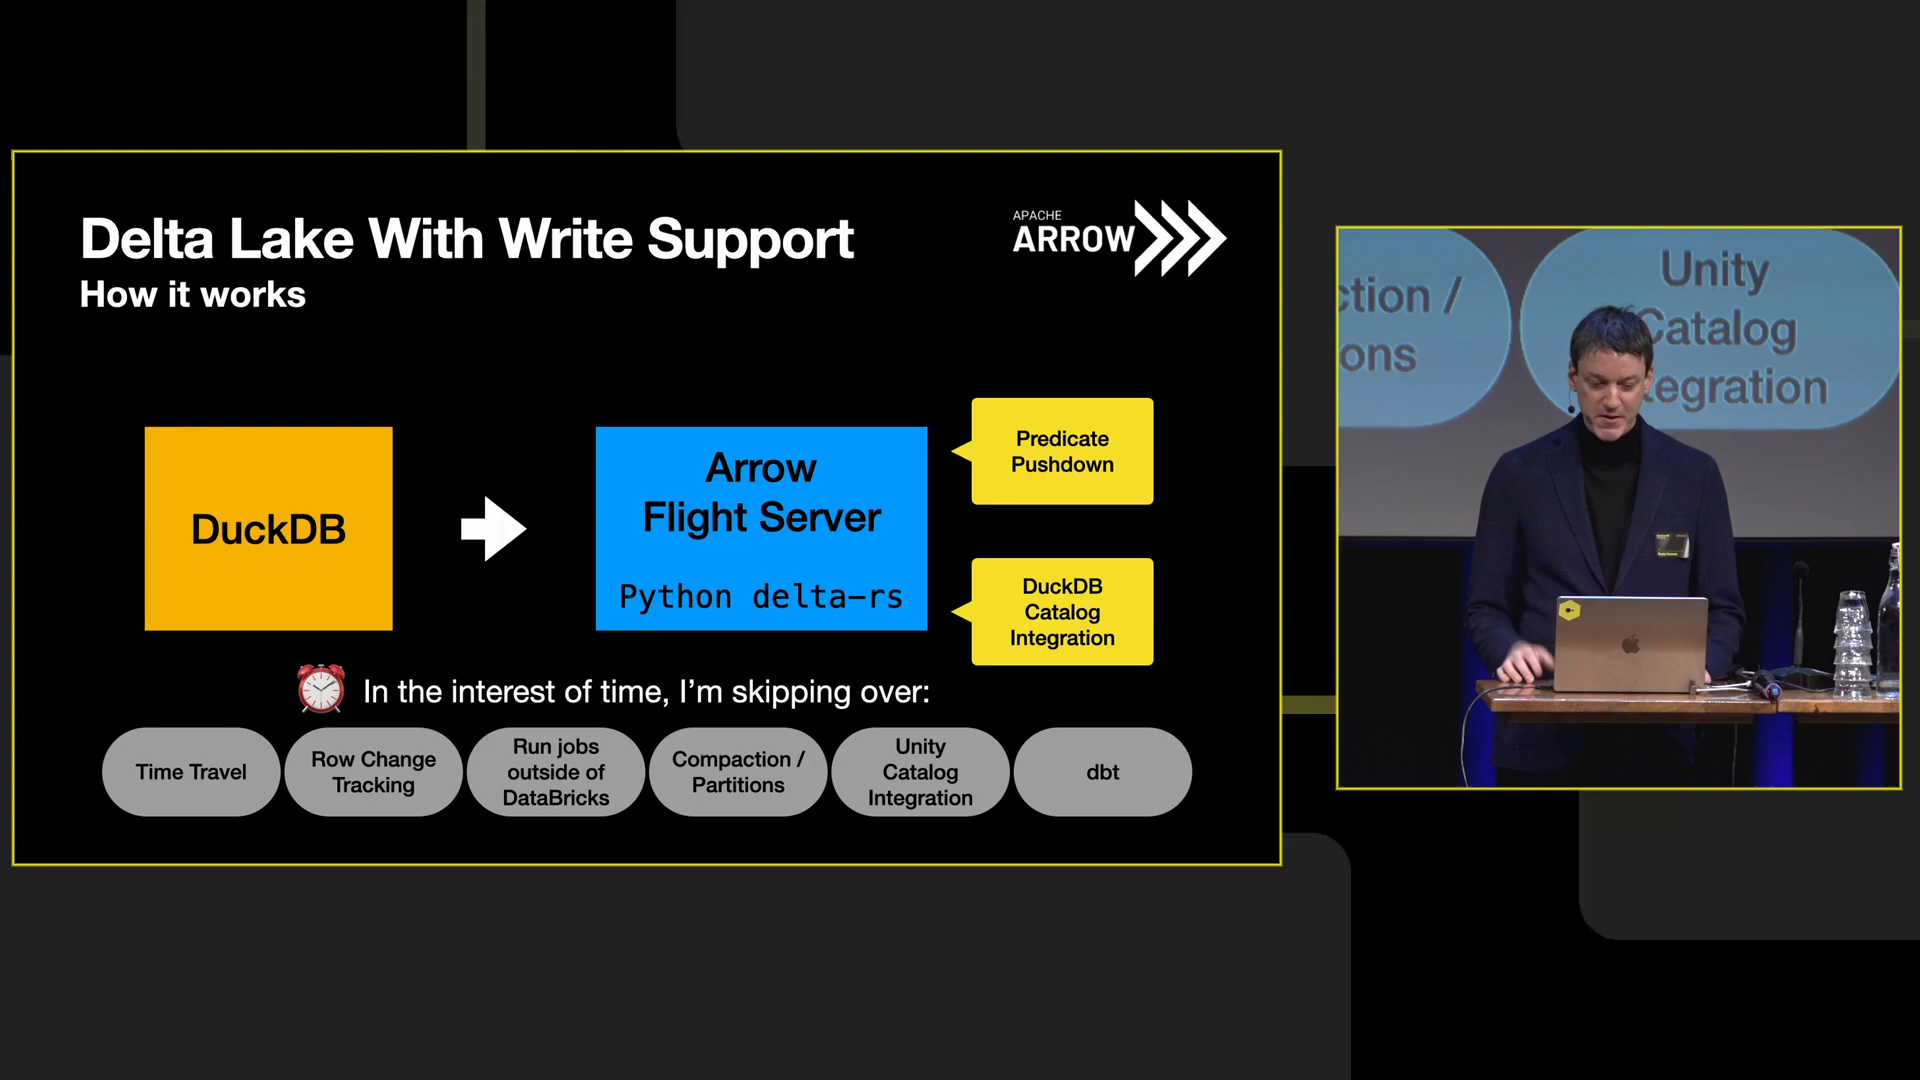 Delta Lake With Write Support
How it works
APACHE
ARROW
DuckDB
Arrow
Flight Server
Python delta-rs
Predicate
Pushdown
DuckDB
Catalog
Integration
In the interest of time, I'm skipping over:
Time Travel
Row Change
Tracking
Run jobs
outside of
DataBricks
Compaction /
Partitions
Unity
Catalog
Integration
dbt
ction /
ons
Unity
Catalog
tegration